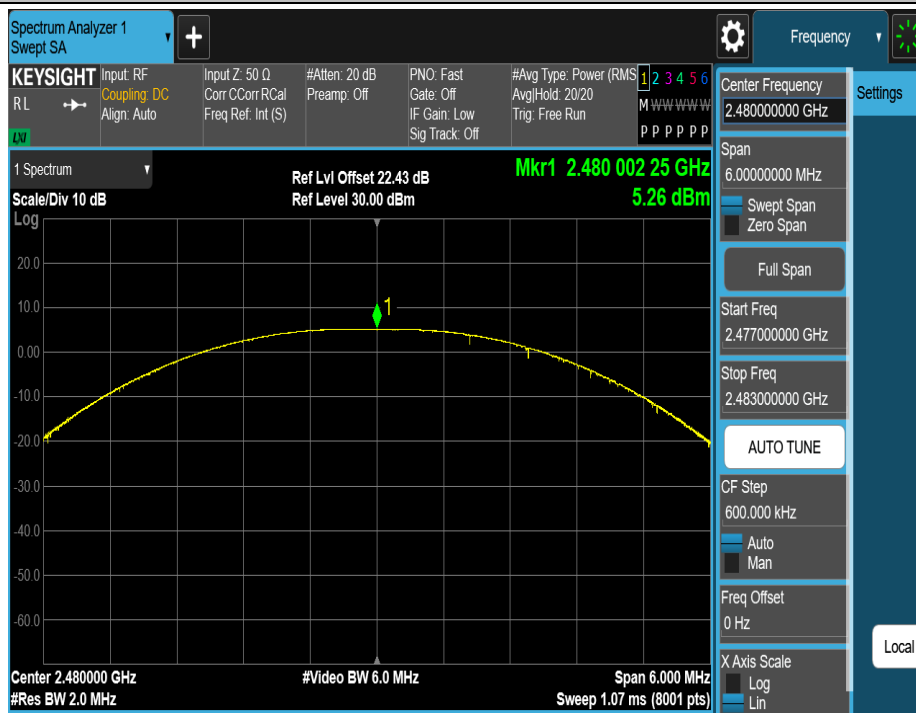 Spectrum Analyzer 1
Swept SA
+
Frequency
KEYSIGHT
RL
LXI
Input: RF
Coupling: DC
Align: Auto
Input Z: 50 Ω
Corr CCorr RCal
Freq Ref: Int (S)
#Atten: 20 dB
Preamp: Off
PNO: Fast
Gate: Off
IF Gain: Low
Sig Track: Off
#Avg Type: Power (RMS
Avg|Hold: 20/20
Trig: Free Run
1 2 3 4 5 6
M W W W W W
P P P P P P
1 Spectrum
Scale/Div 10 dB
Log
Ref Lvl Offset 22.43 dB
Ref Level 30.00 dBm
Mkr1 2.480 002 25 GHz
5.26 dBm
20.0
10.0
0.00
-10.0
-20.0
-30.0
-40.0
-50.0
-60.0
1
Center 2.480000 GHz
#Video BW 6.0 MHz
Span 6.000 MHz
#Res BW 2.0 MHz
Sweep 1.07 ms (8001 pts)
Center Frequency
2.480000000 GHz
Settings
Span
6.00000000 MHz
Swept Span
Zero Span
Full Span
Start Freq
2.477000000 GHz
Stop Freq
2.483000000 GHz
AUTO TUNE
CF Step
600.000 kHz
Auto
Man
Freq Offset
0 Hz
Local
X Axis Scale
Log
Lin